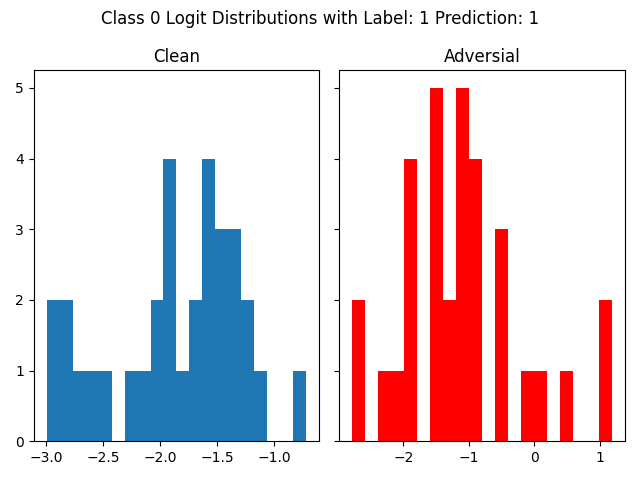 Class 0 Logit Distributions with Label: 1 Prediction: 1
Clean
Adversial
5
4
3
2
1
0
−3.0 −2.5 −2.0 −1.5 −1.0
−2 −1 0 1